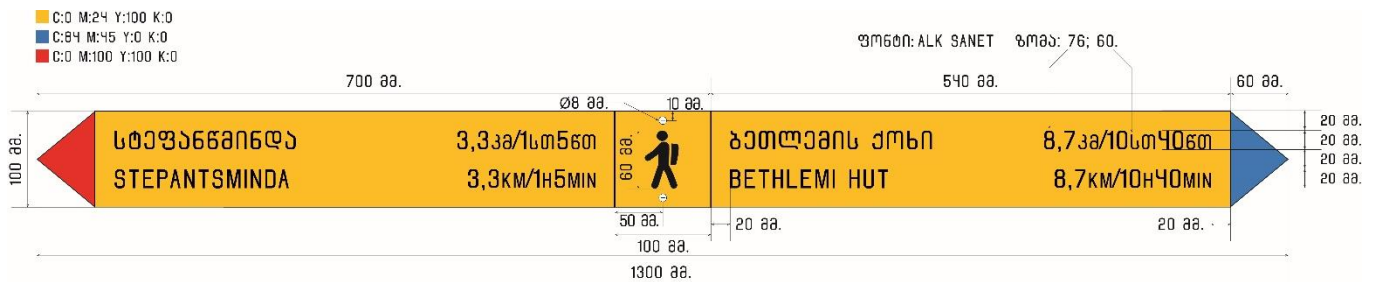 C:0 M:24 Y:100 K:0
C:84 M:45 Y:0 K:0
C:0 M:100 Y:100 K:0
ფონტი: ALK SANET ზომა: 76; 60.
700 მმ.
540 მმ.
60 მმ.
Ø8 მმ.
10 მმ.
100 მმ.
სტეფანწმინდა 3,3კმ/1სთ5წთ
STEPANTSMINDA 3,3KM/1H5MIN
60 მმ.
ბეთლემის ქოხი 8,7კმ/10სთ40წთ
BETHLEMI HUT 8,7KM/10H40MIN
20 მმ.
20 მმ.
20 მმ.
20 მმ.
50 მმ.
20 მმ.
20 მმ.
100 მმ.
1300 მმ.